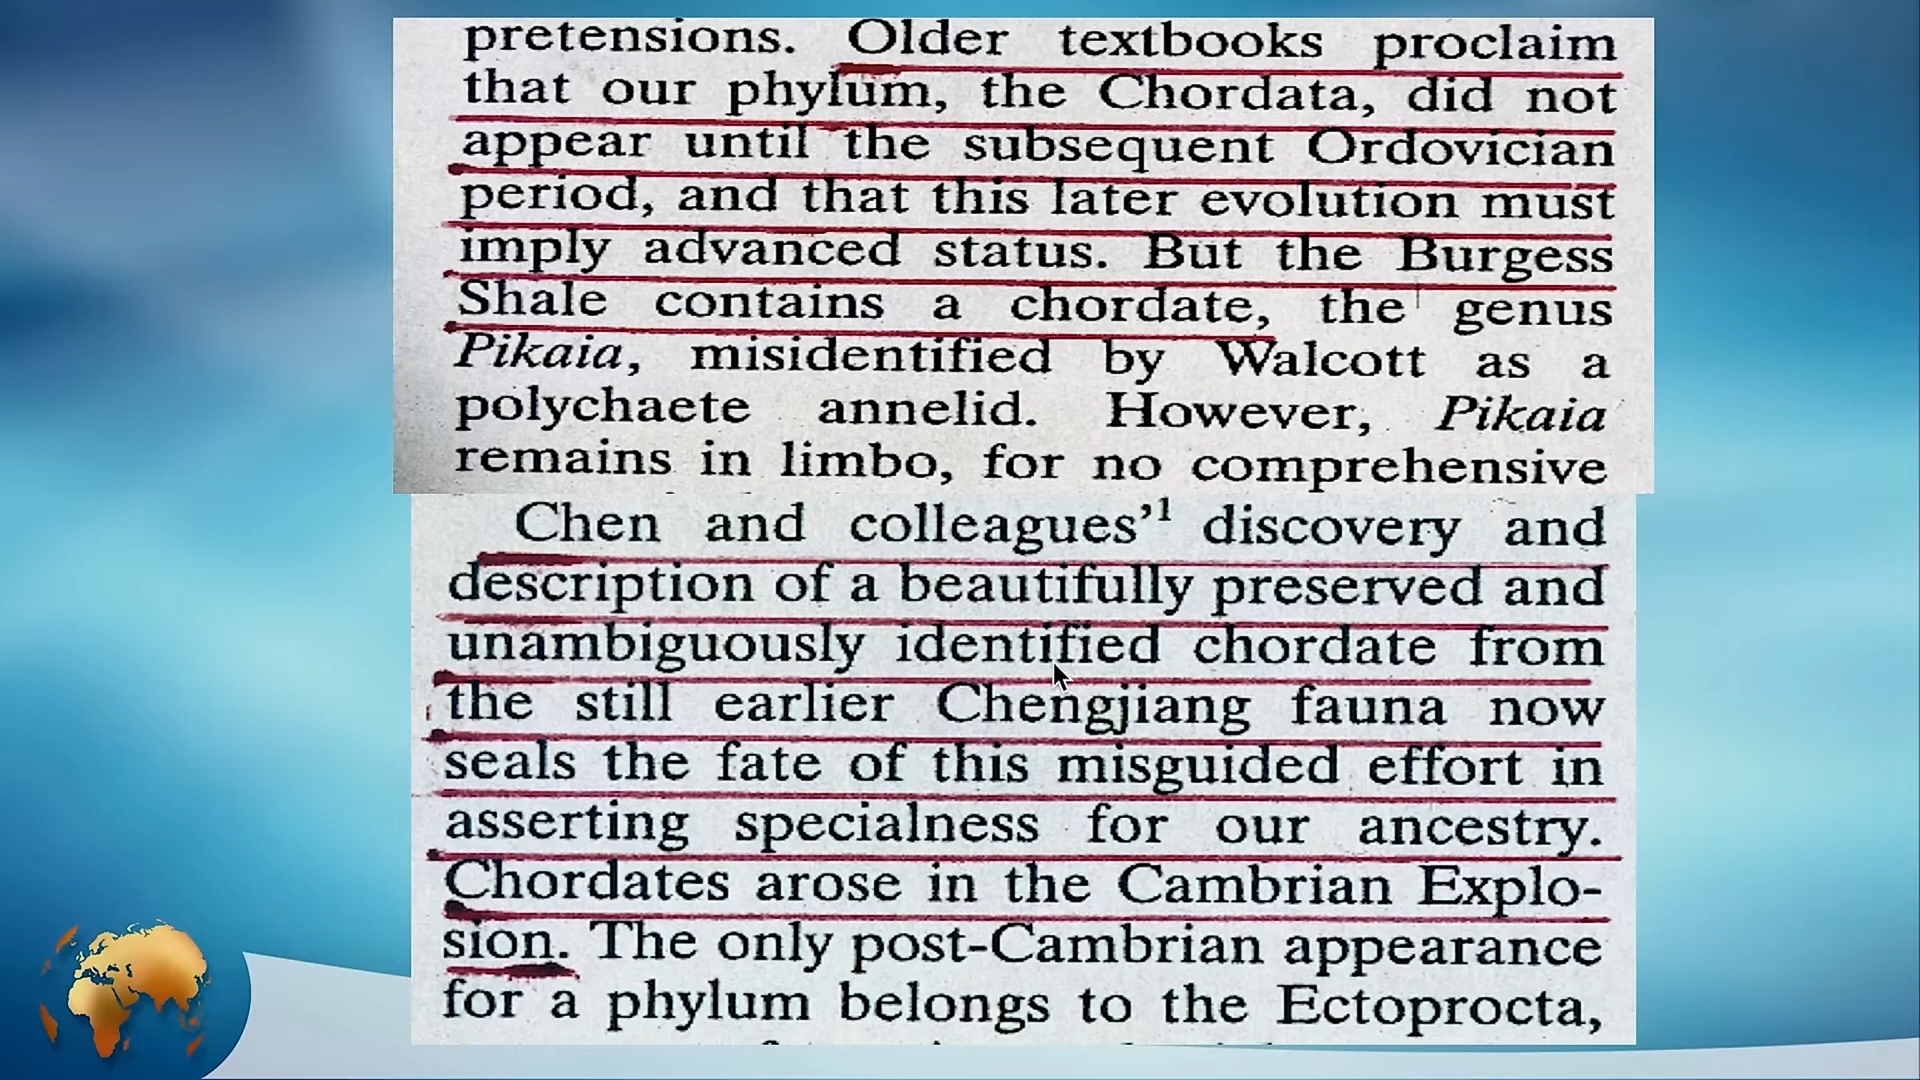 pretensions. Older textbooks proclaim
that our phylum, the Chordata, did not
appear until the subsequent Ordovician
period, and that this later evolution must
imply advanced status. But the Burgess
Shale contains a chordate, the genus
Pikaia, misidentified by Walcott as a
polychaete annelid. However, Pikaia
remains in limbo, for no comprehensive
Chen and colleagues’¹ discovery and
description of a beautifully preserved and
unambiguously identified chordate from
the still earlier Chengjiang fauna now
seals the fate of this misguided effort in
asserting specialness for our ancestry.
Chordates arose in the Cambrian Explo-
sion. The only post-Cambrian appearance
for a phylum belongs to the Ectoprocta,